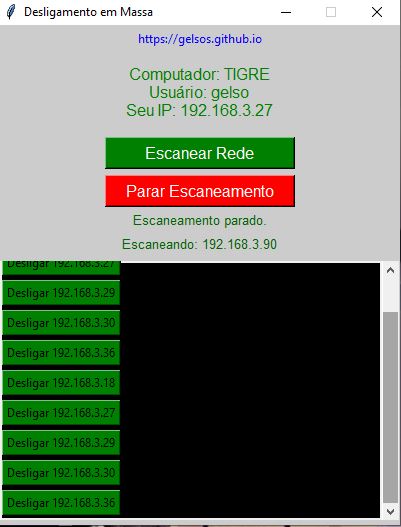 Desligamento em Massa
https://gelsos.github.io
Computador: TIGRE
Usuário: gelso
Seu IP: 192.168.3.27
Escanear Rede
Parar Escaneamento
Escaneamento parado.
Escaneando: 192.168.3.90
Desligar 192.168.3.27
Desligar 192.168.3.29
Desligar 192.168.3.30
Desligar 192.168.3.36
Desligar 192.168.3.18
Desligar 192.168.3.27
Desligar 192.168.3.29
Desligar 192.168.3.30
Desligar 192.168.3.36